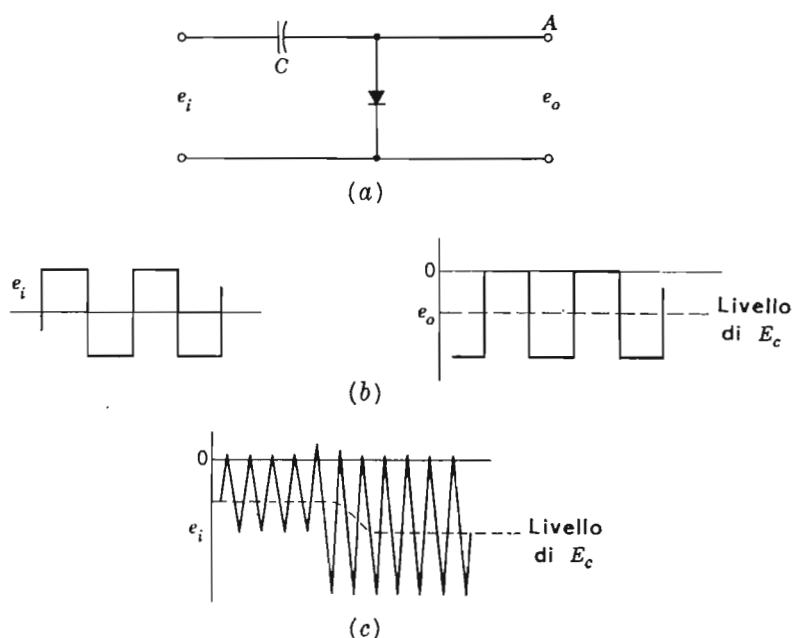 A
C
e_i
e_o
(a)
e_i
0
e_o
Livello
di E_c
(b)
0
e_i
Livello
di E_c
(c)